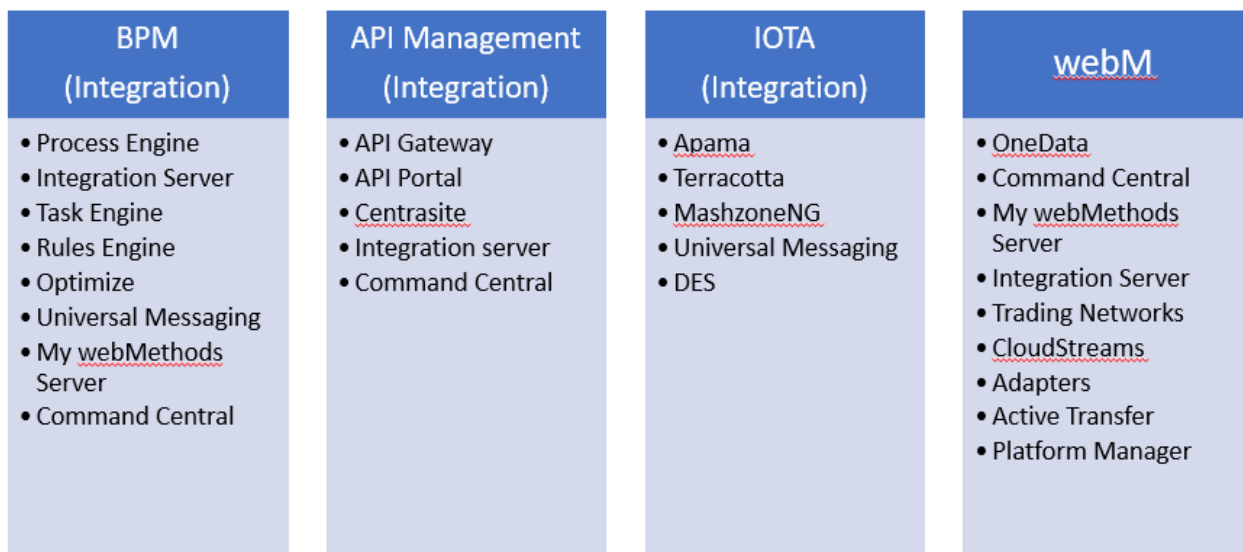 BPM
(Integration)
• Process Engine
• Integration Server
• Task Engine
• Rules Engine
• Optimize
• Universal Messaging
• My webMethods
Server
• Command Central
API Management
(Integration)
• API Gateway
• API Portal
• Centrasite
• Integration server
• Command Central
IOTA
(Integration)
• Apama
• Terracotta
• MashzoneNG
• Universal Messaging
• DES
webM
• OneData
• Command Central
• My webMethods
Server
• Integration Server
• Trading Networks
• CloudStreams
• Adapters
• Active Transfer
• Platform Manager